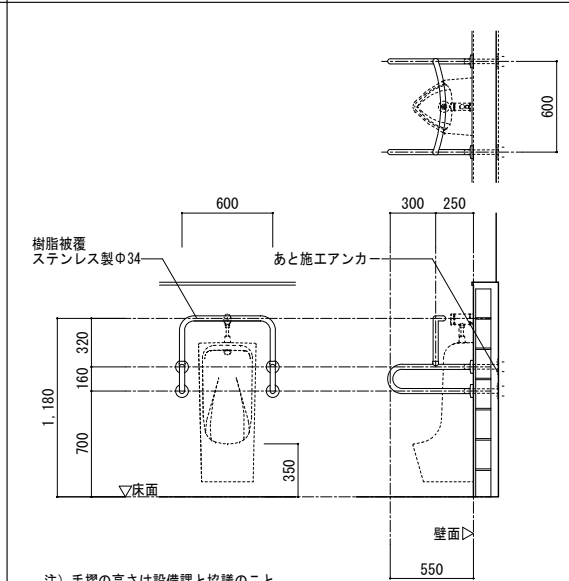 600
600
300
250
樹脂被覆
ステンレス製Φ34
あと施工アンカー
320
160
1,180
700
350
▽床面
壁面▷
550
注）手摺の高さは設備課と協議のこと